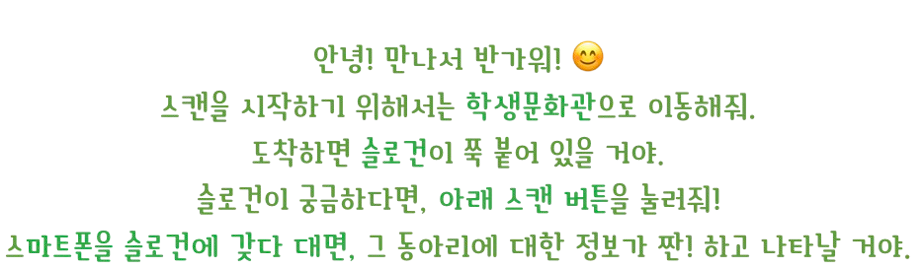 안녕! 만나서 반가워! 😊
스캔을 시작하기 위해서는 학생문화관으로 이동해줘.
도착하면 슬로건이 쭉 붙어 있을 거야.
슬로건이 궁금하다면, 아래 스캔 버튼을 눌러줘!
스마트폰을 슬로건에 갖다 대면, 그 동아리에 대한 정보가 짠! 하고 나타날 거야.